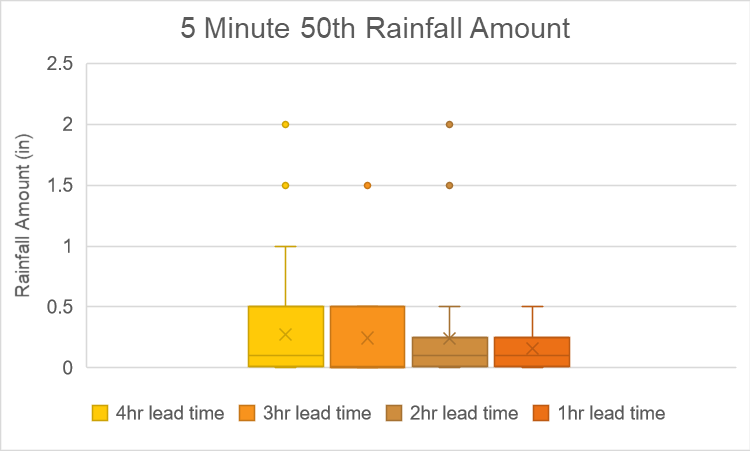 5 Minute 50th Rainfall Amount
2.5
2
1.5
1
0.5
0
Rainfall Amount (in)
4hr lead time 3hr lead time 2hr lead time 1hr lead time